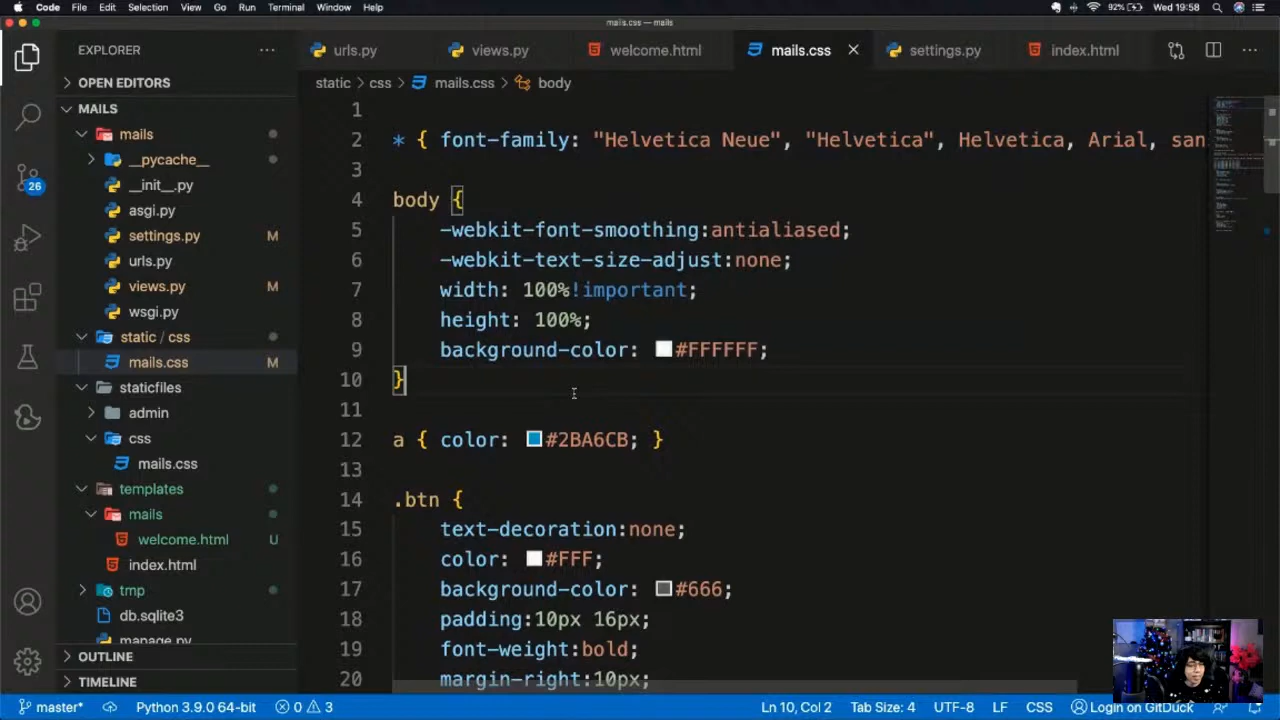 Code File Edit Selection View Go Run Terminal Window Help 92% Wed 19:58
mails.css — mails
EXPLORER
OPEN EDITORS
MAILS
mails
__pycache__
__init__.py
asgi.py
settings.py M
urls.py
views.py M
wsgi.py
static / css
mails.css M
staticfiles
admin
css
mails.css
templates
mails
welcome.html U
index.html
tmp
db.sqlite3
manage.py
OUTLINE
TIMELINE
26
urls.py views.py welcome.html mails.css settings.py index.html
static > css > mails.css > body
1
2 * { font-family: "Helvetica Neue", "Helvetica", Helvetica, Arial, san
3
4 body {
5 -webkit-font-smoothing:antialiased;
6 -webkit-text-size-adjust:none;
7 width: 100%!important;
8 height: 100%;
9 background-color: #FFFFFF;
10 }
11
12 a { color: #2BA6CB; }
13
14 .btn {
15 text-decoration:none;
16 color: #FFF;
17 background-color: #666;
18 padding:10px 16px;
19 font-weight:bold;
20 margin-right:10px;
master* Python 3.9.0 64-bit 0 3 Ln 10, Col 2 Tab Size: 4 UTF-8 LF CSS Login on GitDuck